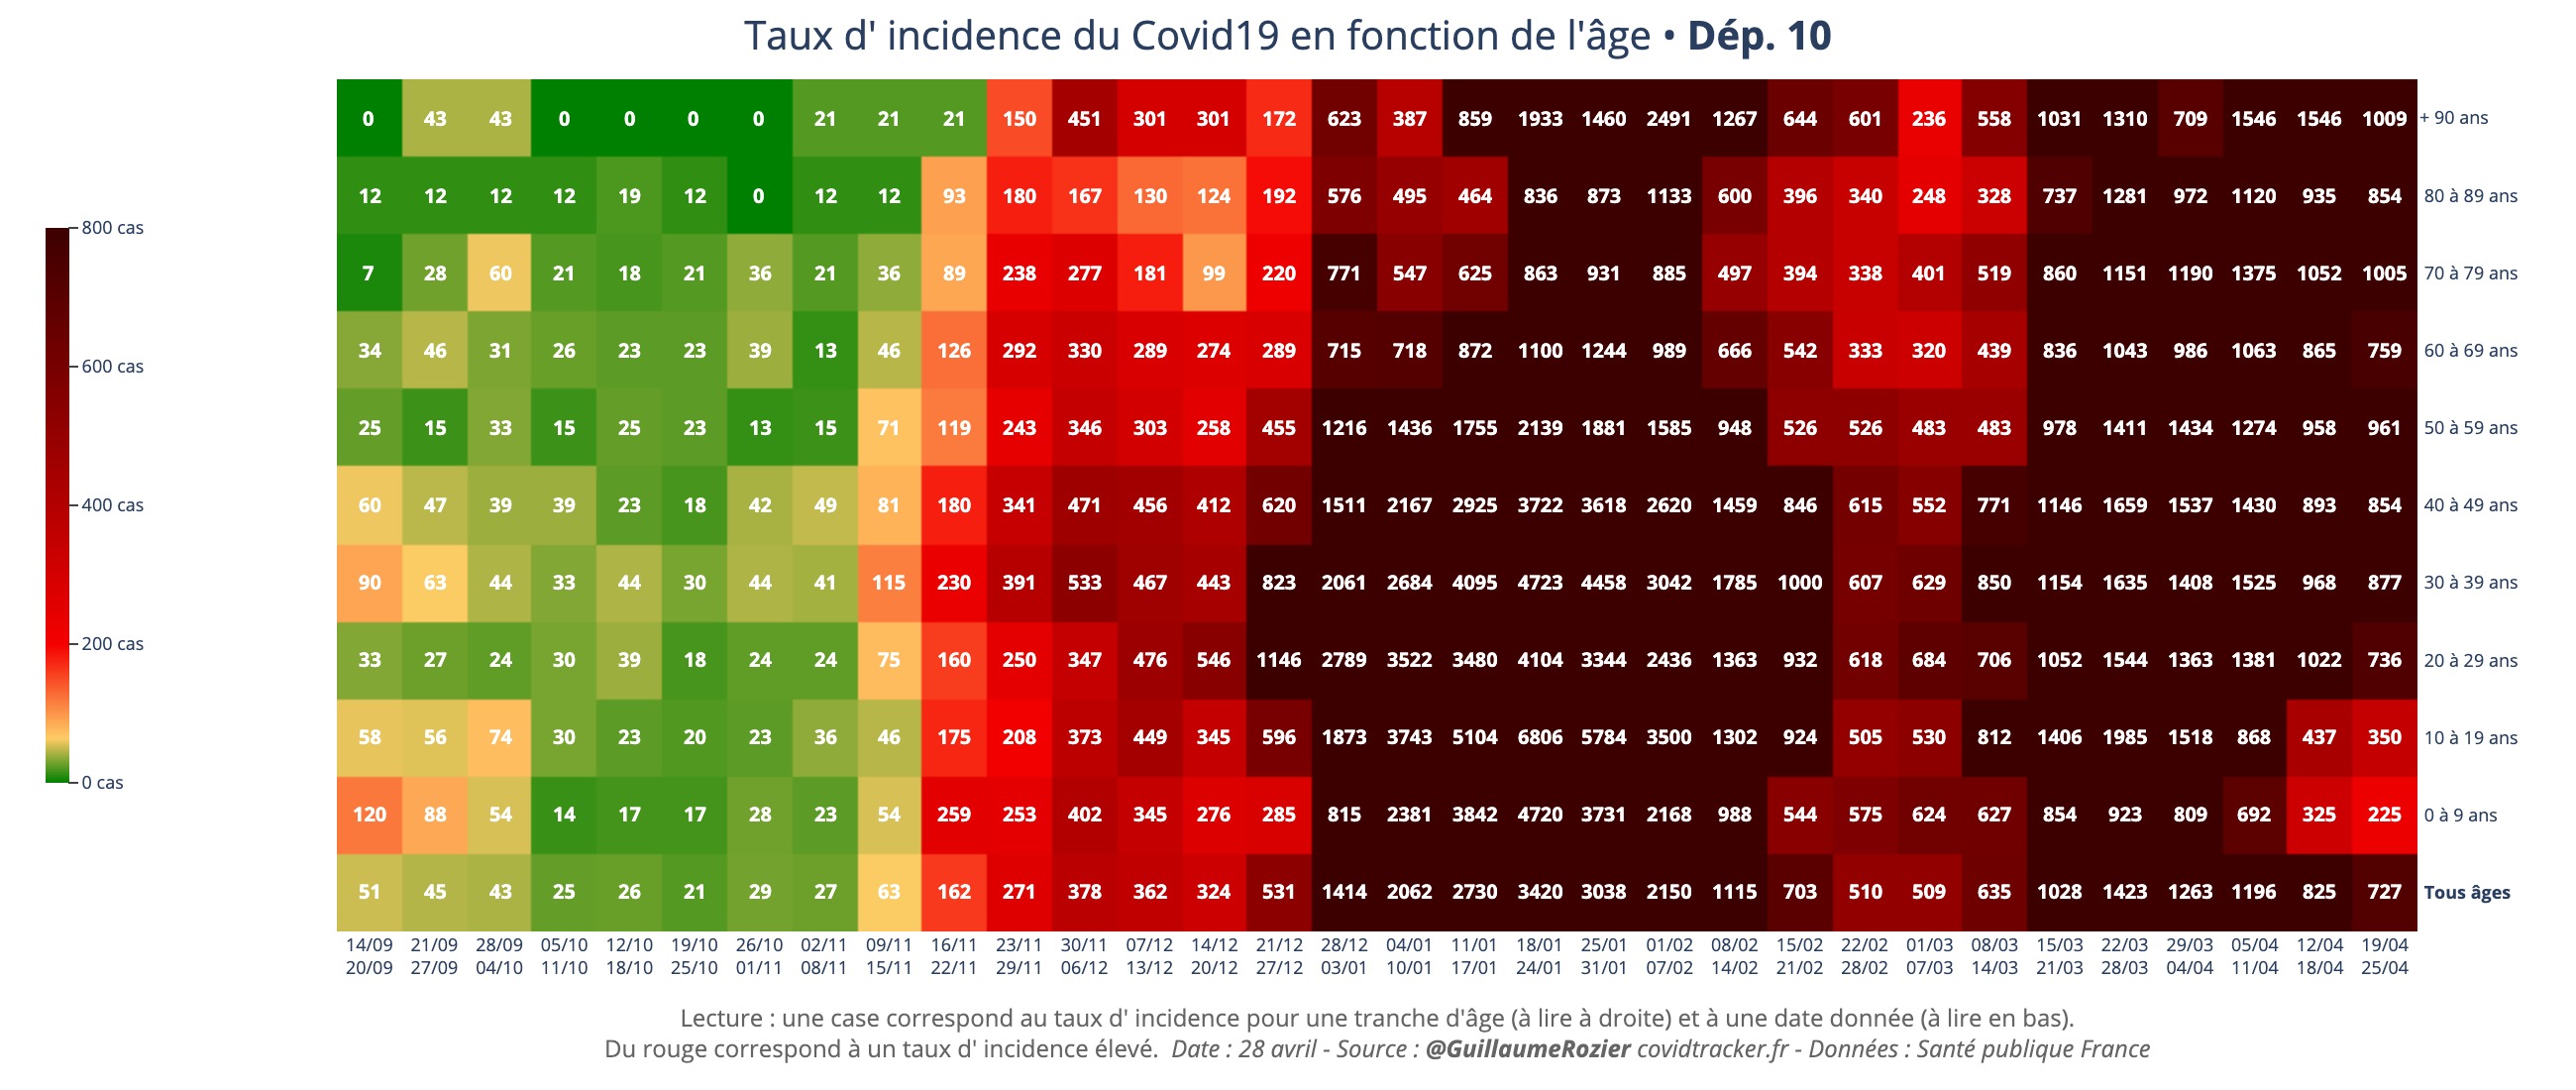 Taux d' incidence du Covid19 en fonction de l'âge • Dép. 10
0 43 43 0 0 0 0 21 21 21 150 451 301 301 172 623 387 859 1933 1460 2491 1267 644 601 236 558 1031 1310 709 1546 1546 1009 + 90 ans
12 12 12 12 19 12 0 12 12 93 180 167 130 124 192 576 495 464 836 873 1133 600 396 340 248 328 737 1281 972 1120 935 854 80 à 89 ans
800 cas
7 28 60 21 18 21 36 21 36 89 238 277 181 99 220 771 547 625 863 931 885 497 394 338 401 519 860 1151 1190 1375 1052 1005 70 à 79 ans
34 46 31 26 23 23 39 13 46 126 292 330 289 274 289 715 718 872 1100 1244 989 666 542 333 320 439 836 1043 986 1063 865 759 60 à 69 ans
600 cas
25 15 33 15 25 23 13 15 71 119 243 346 303 258 455 1216 1436 1755 2139 1881 1585 948 526 526 483 483 978 1411 1434 1274 958 961 50 à 59 ans
400 cas
60 47 39 39 23 18 42 49 81 180 341 471 456 412 620 1511 2167 2925 3722 3618 2620 1459 846 615 552 771 1146 1659 1537 1430 893 854 40 à 49 ans
90 63 44 33 44 30 44 41 115 230 391 533 467 443 823 2061 2684 4095 4723 4458 3042 1785 1000 607 629 850 1154 1635 1408 1525 968 877 30 à 39 ans
200 cas
33 27 24 30 39 18 24 24 75 160 250 347 476 546 1146 2789 3522 3480 4104 3344 2436 1363 932 618 684 706 1052 1544 1363 1381 1022 736 20 à 29 ans
58 56 74 30 23 20 23 36 46 175 208 373 449 345 596 1873 3743 5104 6806 5784 3500 1302 924 505 530 812 1406 1985 1518 868 437 350 10 à 19 ans
0 cas
120 88 54 14 17 17 28 23 54 259 253 402 345 276 285 815 2381 3842 4720 3731 2168 988 544 575 624 627 854 923 809 692 325 225 0 à 9 ans
51 45 43 25 26 21 29 27 63 162 271 378 362 324 531 1414 2062 2730 3420 3038 2150 1115 703 510 509 635 1028 1423 1263 1196 825 727 Tous âges
14/09 21/09 28/09 05/10 12/10 19/10 26/10 02/11 09/11 16/11 23/11 30/11 07/12 14/12 21/12 28/12 04/01 11/01 18/01 25/01 01/02 08/02 15/02 22/02 01/03 08/03 15/03 22/03 29/03 05/04 12/04 19/04
20/09 27/09 04/10 11/10 18/10 25/10 01/11 08/11 15/11 22/11 29/11 06/12 13/12 20/12 27/12 03/01 10/01 17/01 24/01 31/01 07/02 14/02 21/02 28/02 07/03 14/03 21/03 28/03 04/04 11/04 18/04 25/04
Lecture : une case correspond au taux d' incidence pour une tranche d'âge (à lire à droite) et à une date donnée (à lire en bas).
Du rouge correspond à un taux d' incidence élevé. Date : 28 avril - Source : @GuillaumeRozier covidtracker.fr - Données : Santé publique France